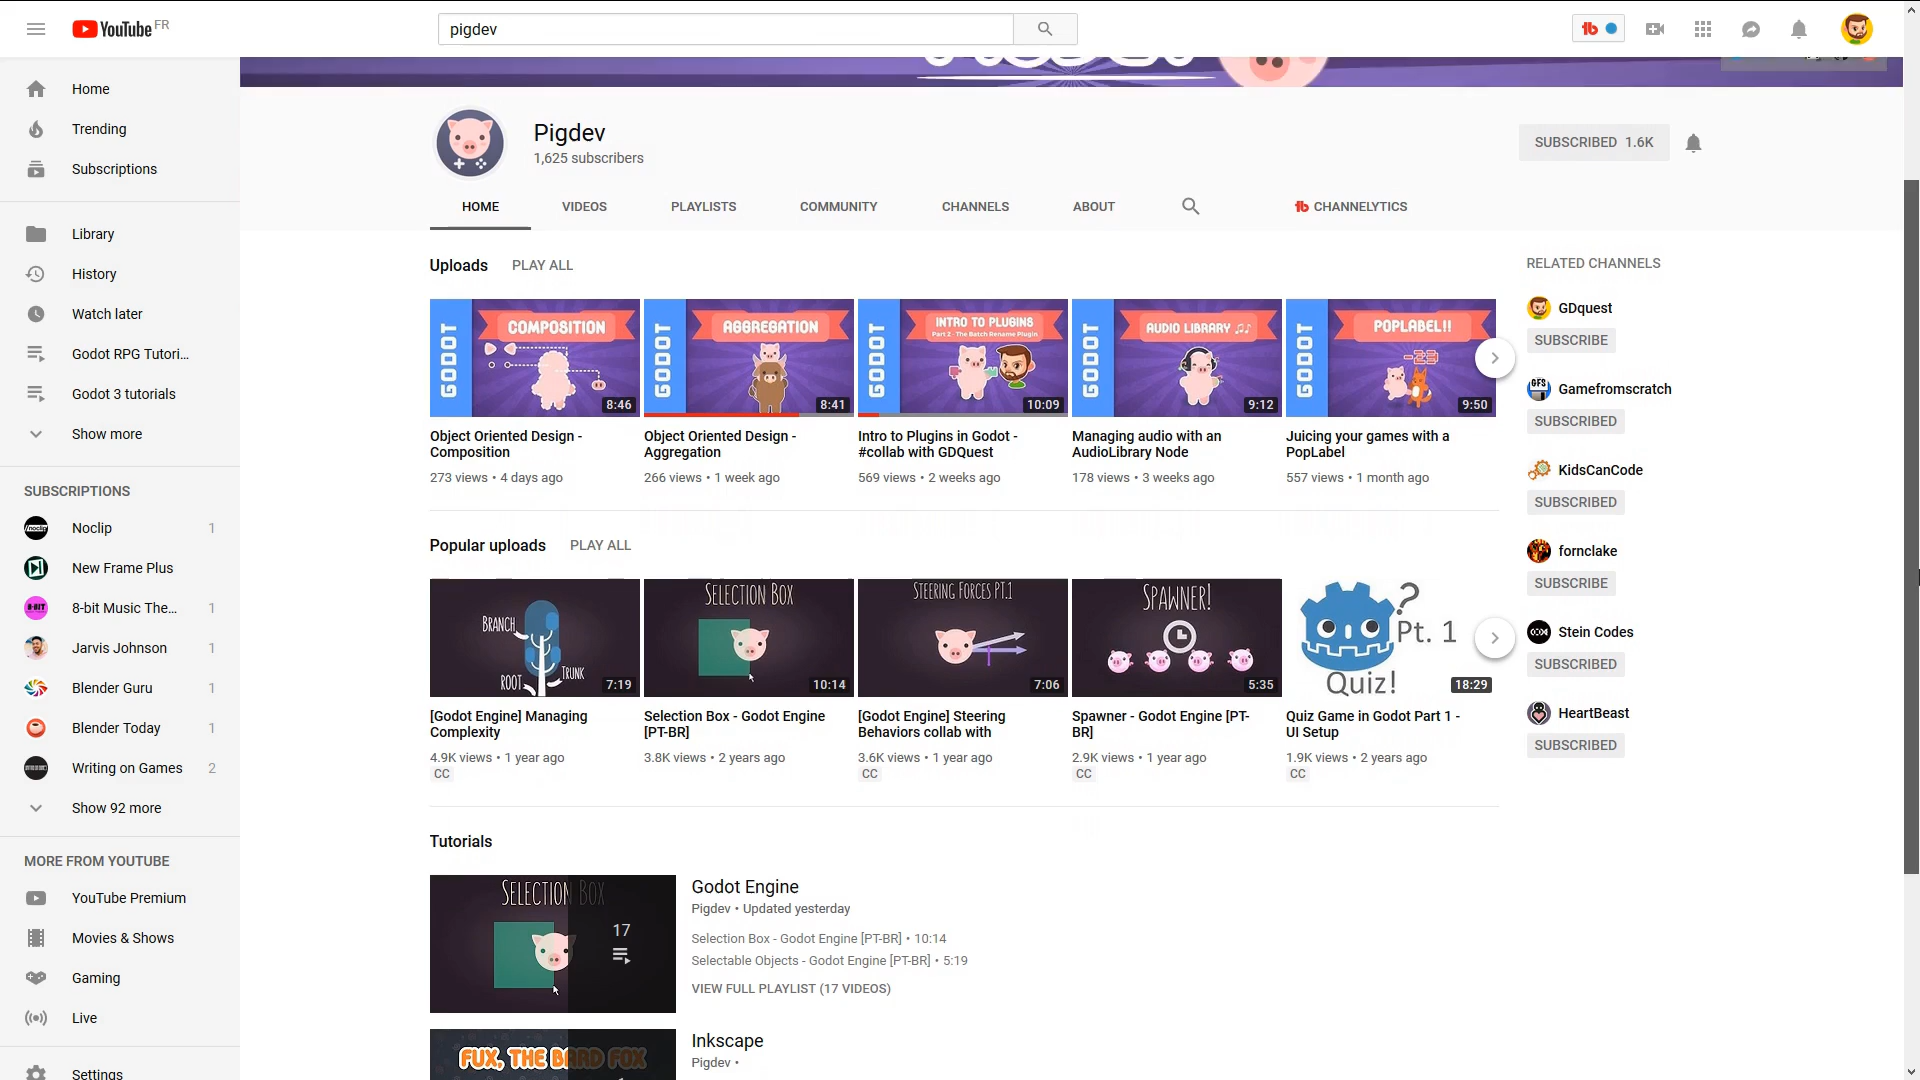 YouTube FR
pigdev
Home
Trending
Subscriptions
Library
History
Watch later
Godot RPG Tutori...
Godot 3 tutorials
Show more
SUBSCRIPTIONS
Noclip 1
New Frame Plus
8-bit Music The... 1
Jarvis Johnson 1
Blender Guru 1
Blender Today 1
Writing on Games 2
Show 92 more
MORE FROM YOUTUBE
YouTube Premium
Movies & Shows
Gaming
Live
Settings
Pigdev
1,625 subscribers
SUBSCRIBED 1.6K
HOME
VIDEOS
PLAYLISTS
COMMUNITY
CHANNELS
ABOUT
CHANNELYTICS
Uploads PLAY ALL
GODOT
COMPOSITION
8:46
Object Oriented Design -
Composition
273 views • 4 days ago
GODOT
AGGREGATION
8:41
Object Oriented Design -
Aggregation
266 views • 1 week ago
GODOT
INTRO TO PLUGINS
Part 2 - The Batch Rename Plugin
10:09
Intro to Plugins in Godot -
#collab with GDQuest
569 views • 2 weeks ago
GODOT
AUDIO LIBRARY
9:12
Managing audio with an
AudioLibrary Node
178 views • 3 weeks ago
GODOT
POPLABEL!!
-23
9:50
Juicing your games with a
PopLabel
557 views • 1 month ago
Popular uploads PLAY ALL
BRANCH
TRUNK
ROOT
7:19
[Godot Engine] Managing
Complexity
4.9K views • 1 year ago
CC
SELECTION BOX
10:14
Selection Box - Godot Engine
[PT-BR]
3.8K views • 2 years ago
STEERING FORCES PT.1
7:06
[Godot Engine] Steering
Behaviors collab with
3.6K views • 1 year ago
CC
SPAWNER!
5:35
Spawner - Godot Engine [PT-
BR]
2.9K views • 1 year ago
CC
?
Pt. 1
Quiz!
18:29
Quiz Game in Godot Part 1 -
UI Setup
1.9K views • 2 years ago
CC
Tutorials
SELECTION BOX
17
Godot Engine
Pigdev • Updated yesterday
Selection Box - Godot Engine [PT-BR] • 10:14
Selectable Objects - Godot Engine [PT-BR] • 5:19
VIEW FULL PLAYLIST (17 VIDEOS)
FUX, THE BARD FOX
Inkscape
Pigdev •
RELATED CHANNELS
GDquest
SUBSCRIBE
GFS
Gamefromscratch
SUBSCRIBED
KidsCanCode
SUBSCRIBED
fornclake
SUBSCRIBE
Stein Codes
SUBSCRIBED
HeartBeast
SUBSCRIBED